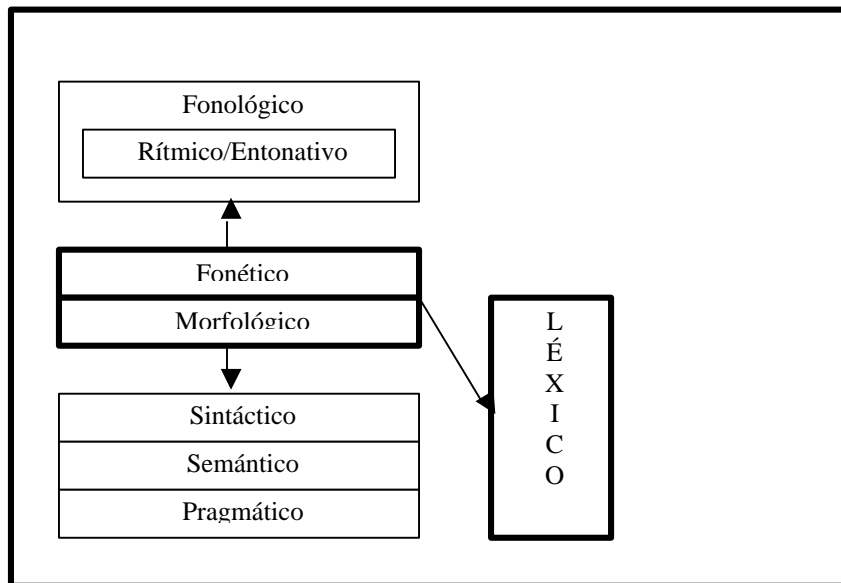 Fonológico
Rítmico/Entonativo
Fonético
Morfológico
L
É
X
I
C
O
Sintáctico
Semántico
Pragmático